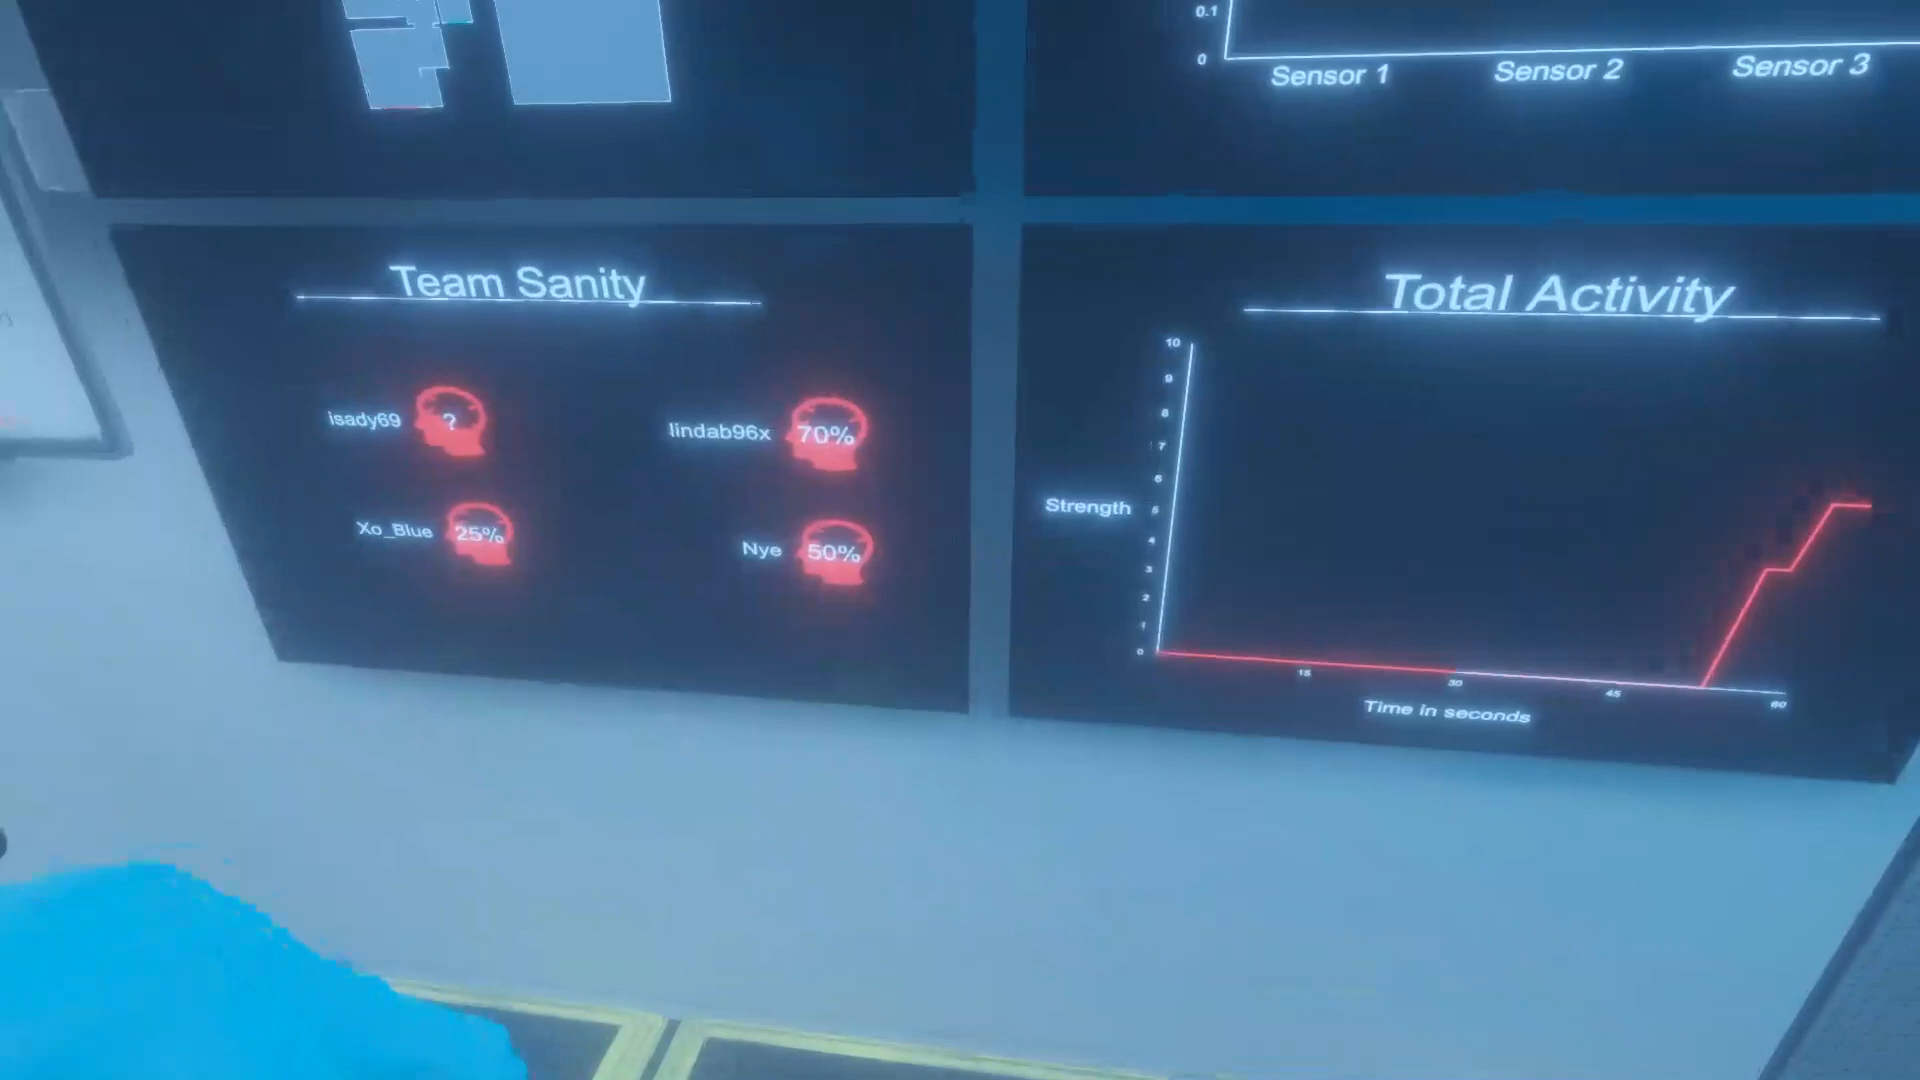 0.1
0
Sensor 1 Sensor 2 Sensor 3
Team Sanity
isady69 ?
lindab96x 70%
Xo_Blue 25%
Nye 50%
Total Activity
10
9
8
7
6
5
4
3
2
1
0
Strength
15 30 45 60
Time in seconds